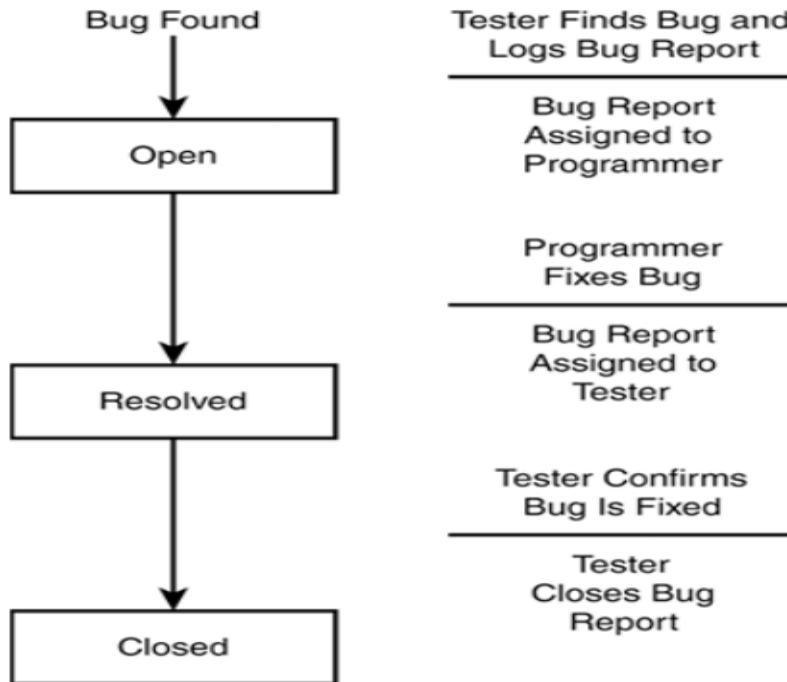 Bug Found
Open
Resolved
Closed
Tester Finds Bug and
Logs Bug Report
Bug Report
Assigned to
Programmer
Programmer
Fixes Bug
Bug Report
Assigned to
Tester
Tester Confirms
Bug Is Fixed
Tester
Closes Bug
Report